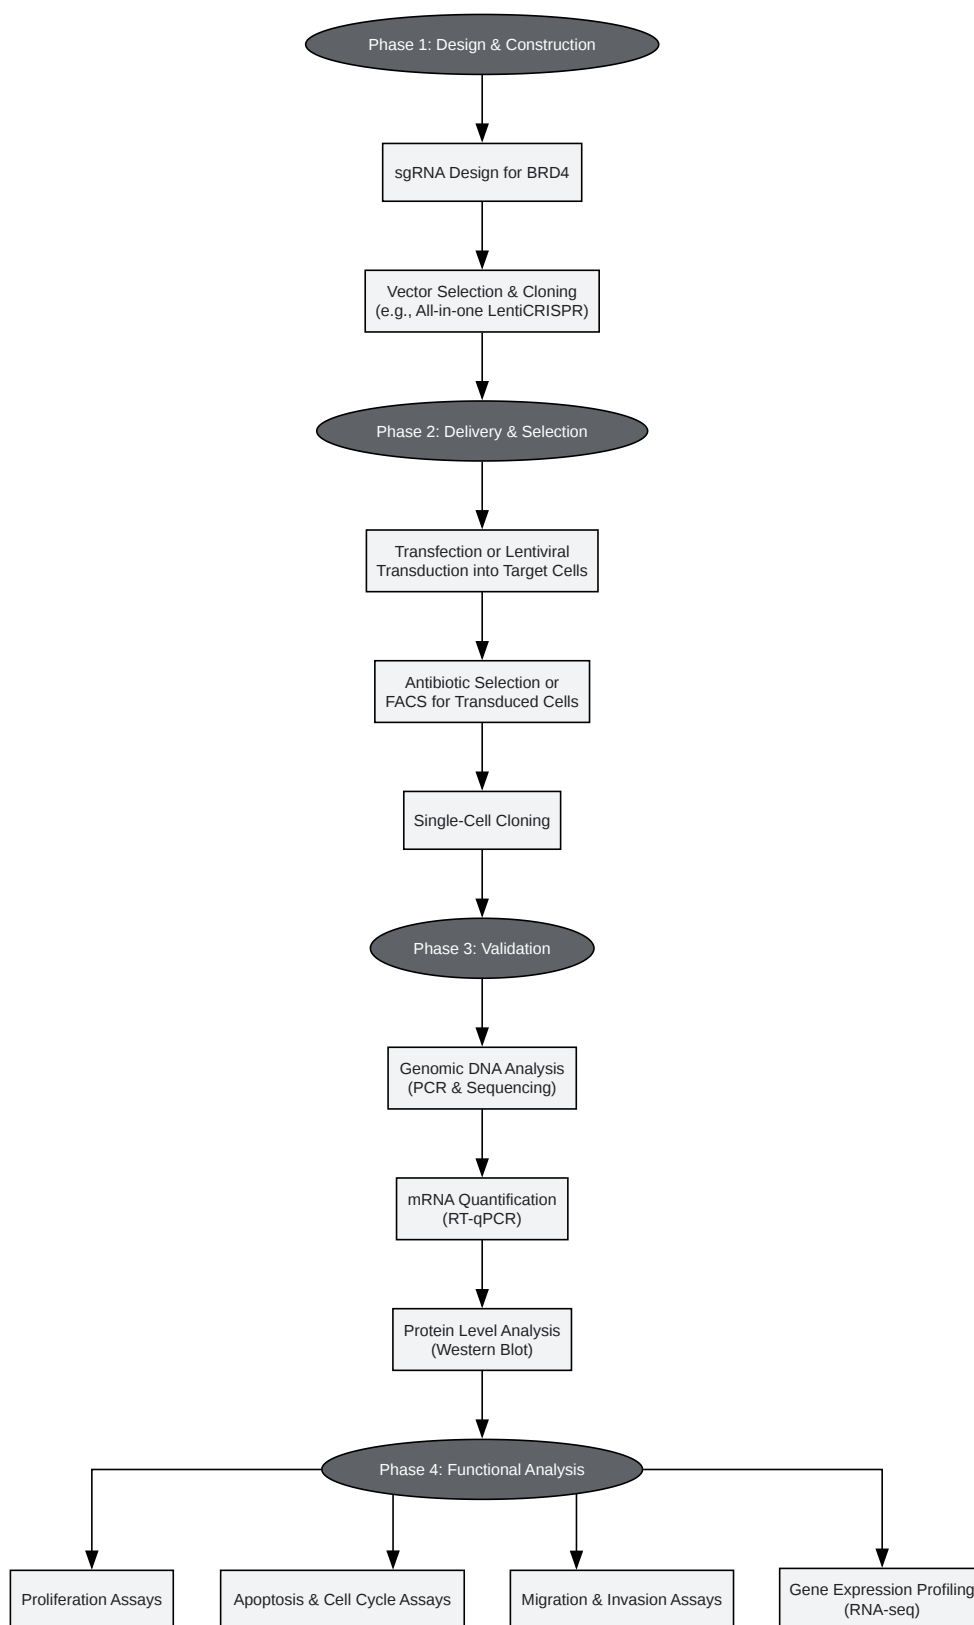 Phase 1: Design & Construction
sgRNA Design for BRD4
Vector Selection & Cloning
(e.g., All-in-one LentiCRISPR)
Phase 2: Delivery & Selection
Transfection or Lentiviral
Transduction into Target Cells
Antibiotic Selection or
FACS for Transduced Cells
Single-Cell Cloning
Phase 3: Validation
Genomic DNA Analysis
(PCR & Sequencing)
mRNA Quantification
(RT-qPCR)
Protein Level Analysis
(Western Blot)
Phase 4: Functional Analysis
Proliferation Assays
Apoptosis & Cell Cycle Assays
Migration & Invasion Assays
Gene Expression Profiling
(RNA-seq)